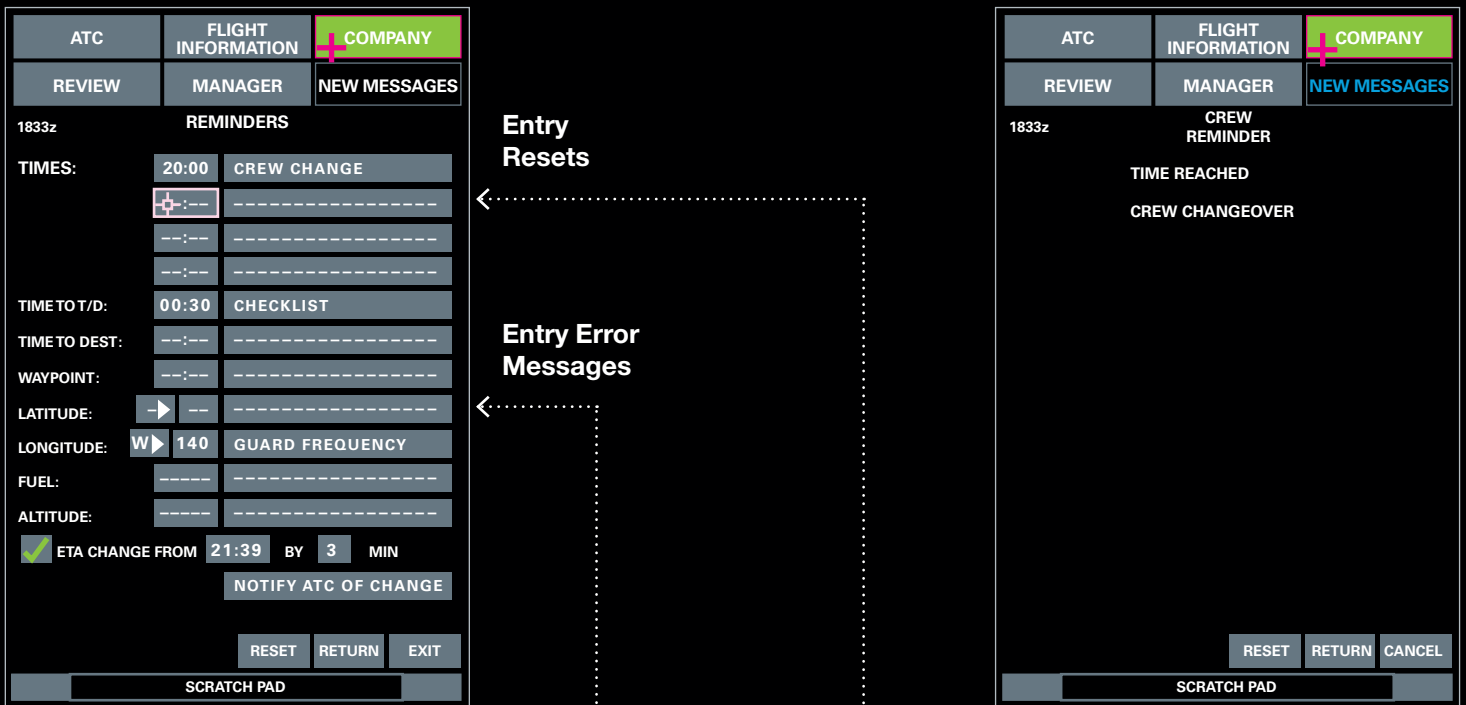 ATC
FLIGHT
INFORMATION
COMPANY
REVIEW
MANAGER
NEW MESSAGES
1833z
REMINDERS
TIMES:
20:00 CREW CHANGE
:–– –––––––––––––––––
––:–– –––––––––––––––––
––:–– –––––––––––––––––
TIME TO T/D: 00:30 CHECKLIST
TIME TO DEST: ––:–– –––––––––––––––––
WAYPOINT: ––:–– –––––––––––––––––
LATITUDE: – –– –––––––––––––––––
LONGITUDE: W 140 GUARD FREQUENCY
FUEL: ––––– –––––––––––––––––
ALTITUDE: ––––– –––––––––––––––––
ETA CHANGE FROM 21:39 BY 3 MIN
NOTIFY ATC OF CHANGE
RESET RETURN EXIT
SCRATCH PAD
Entry
Resets
Entry Error
Messages
ATC
FLIGHT
INFORMATION
COMPANY
REVIEW
MANAGER
NEW MESSAGES
1833z
CREW
REMINDER
TIME REACHED
CREW CHANGEOVER
RESET RETURN CANCEL
SCRATCH PAD